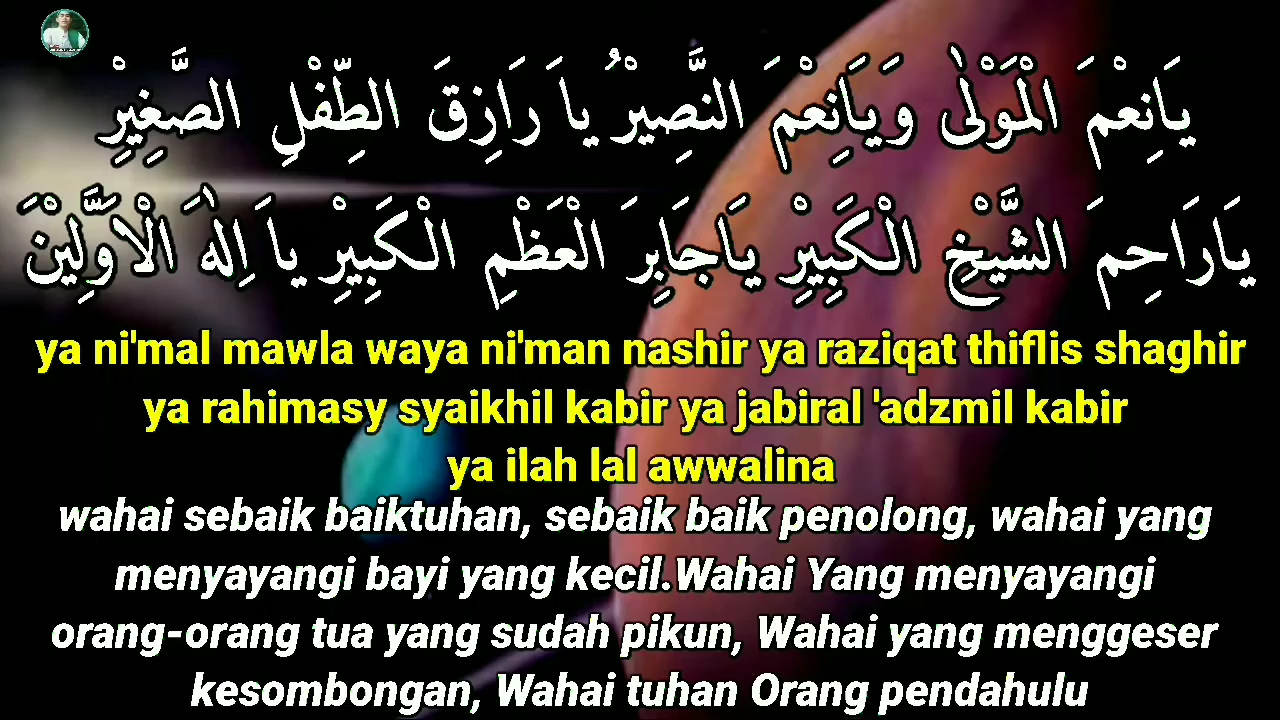 يَانِعْمَ الْمَوْلٰى وَيَانِعْمَ النَّصِيْرُ ياَ رَازِقَ الطِّفْلِ الصَّغِيْرِ
يَارَاحِمَ الشَّيْخِ الْكَبِيْرِ يَاجَابِرَ الْعَظْمِ الْكَبِيْرِ ياَ اِلٰهَ الْاَوَّلِيْنَ
ya ni'mal mawla waya ni'man nashir ya raziqat thiflis shaghir
ya rahimasy syaikhil kabir ya jabiral 'adzmil kabir
ya ilah lal awwalina
wahai sebaik baiktuhan, sebaik baik penolong, wahai yang
menyayangi bayi yang kecil.Wahai Yang menyayangi
orang-orang tua yang sudah pikun, Wahai yang menggeser
kesombongan, Wahai tuhan Orang pendahulu